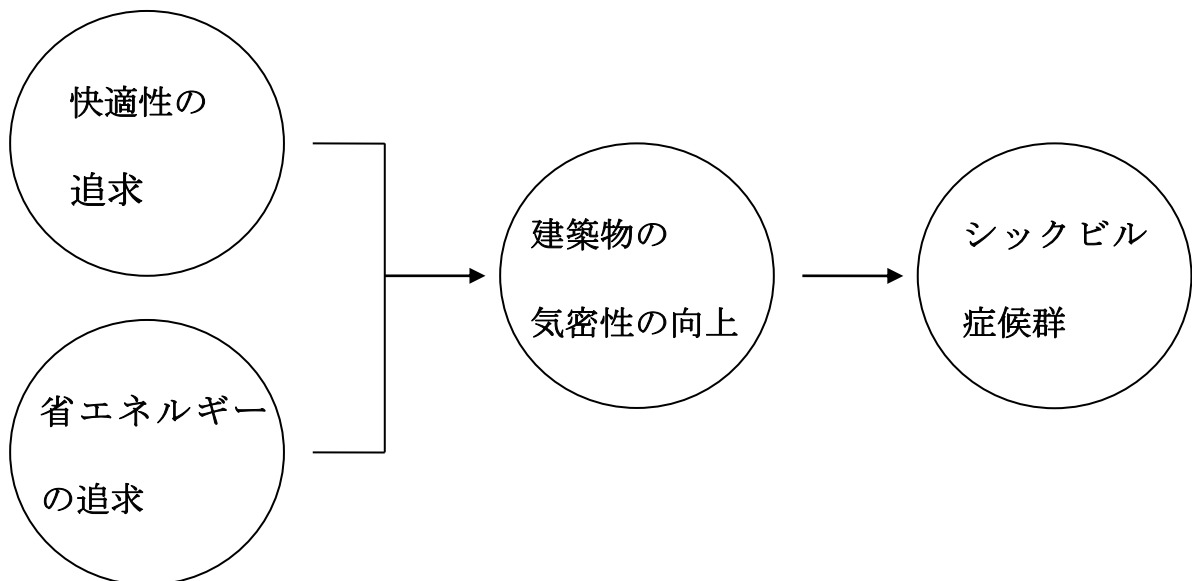 快適性の
追求
省エネルギー
の追求
建築物の
気密性の向上
シックビル
症候群